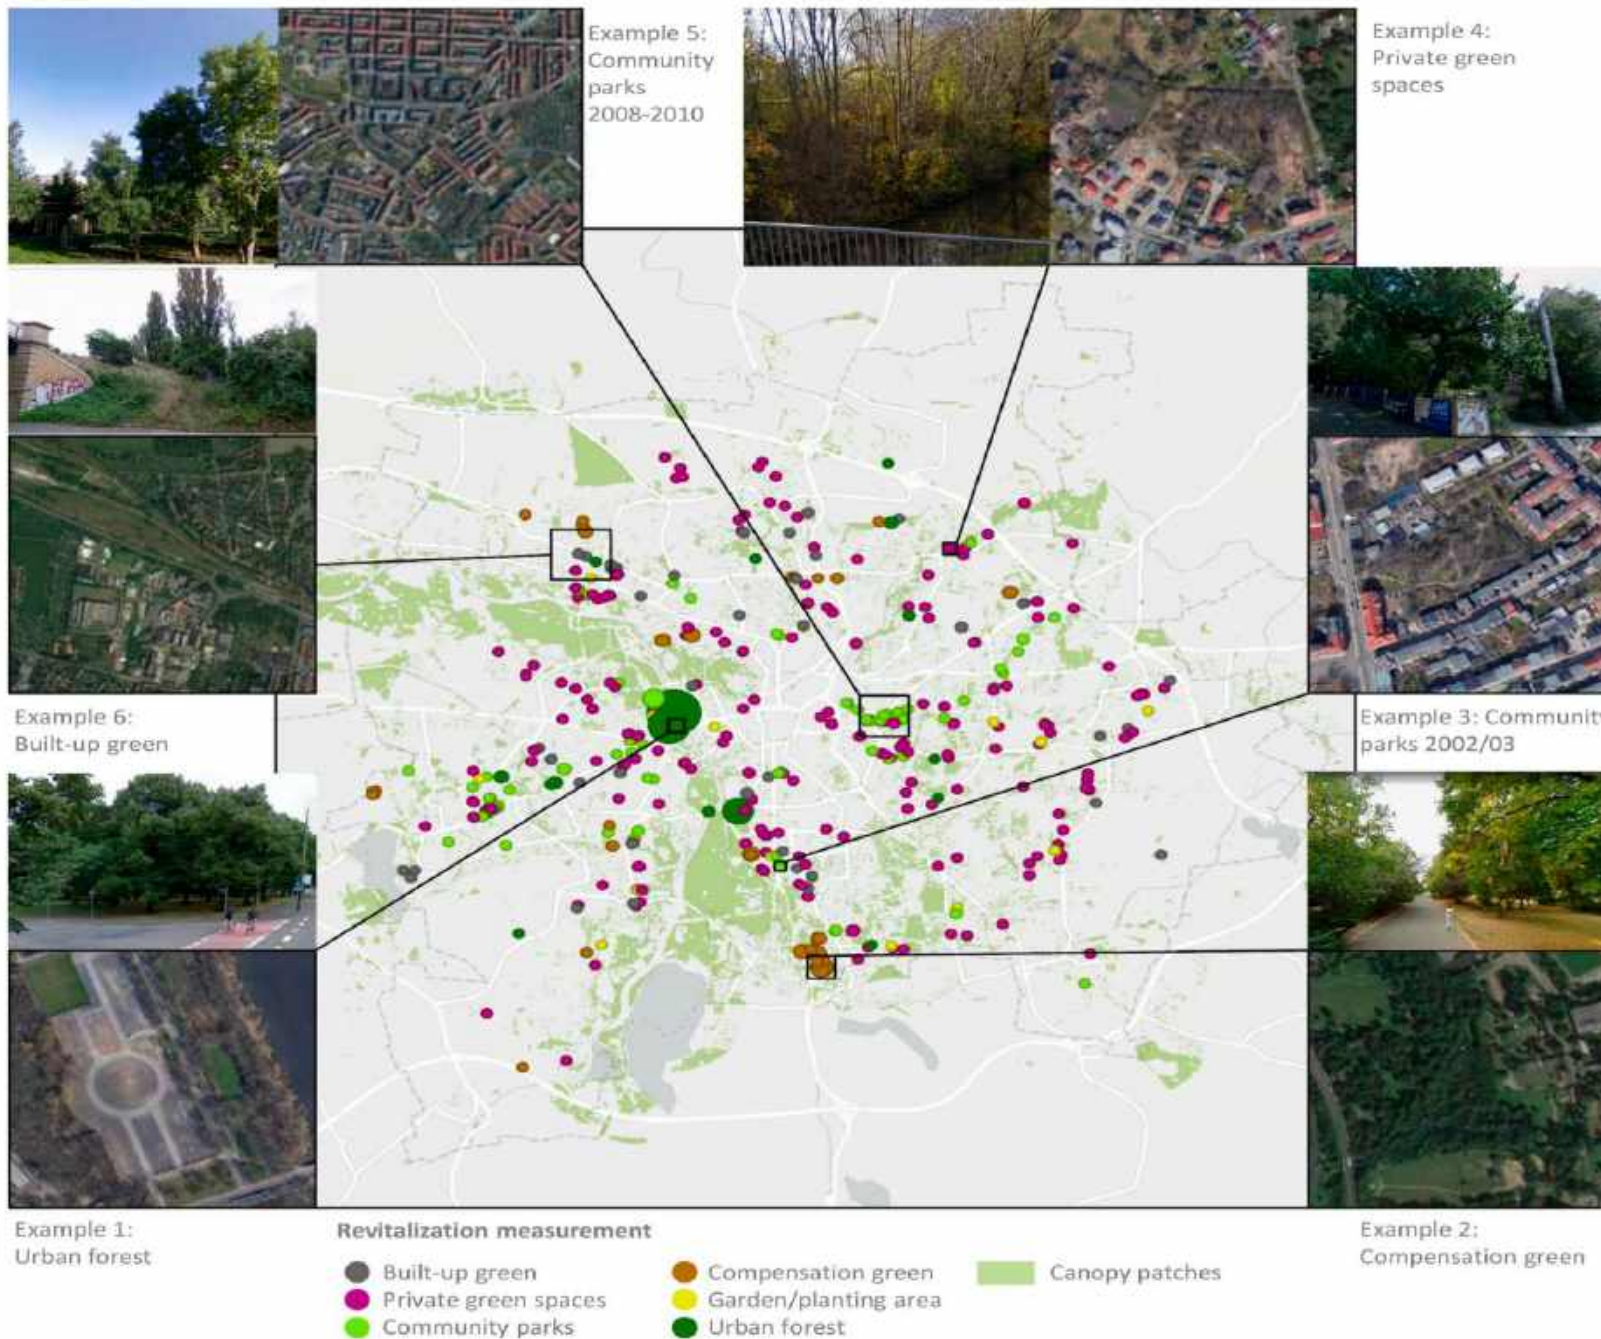 Example 5:
Community
parks
2008-2010
Example 4:
Private green
spaces
Example 6:
Built-up green
Example 3: Community
parks 2002/03
Example 1:
Urban forest
Revitalization measurement
Built-up green
Private green spaces
Community parks
Compensation green
Garden/planting area
Urban forest
Canopy patches
Example 2:
Compensation green